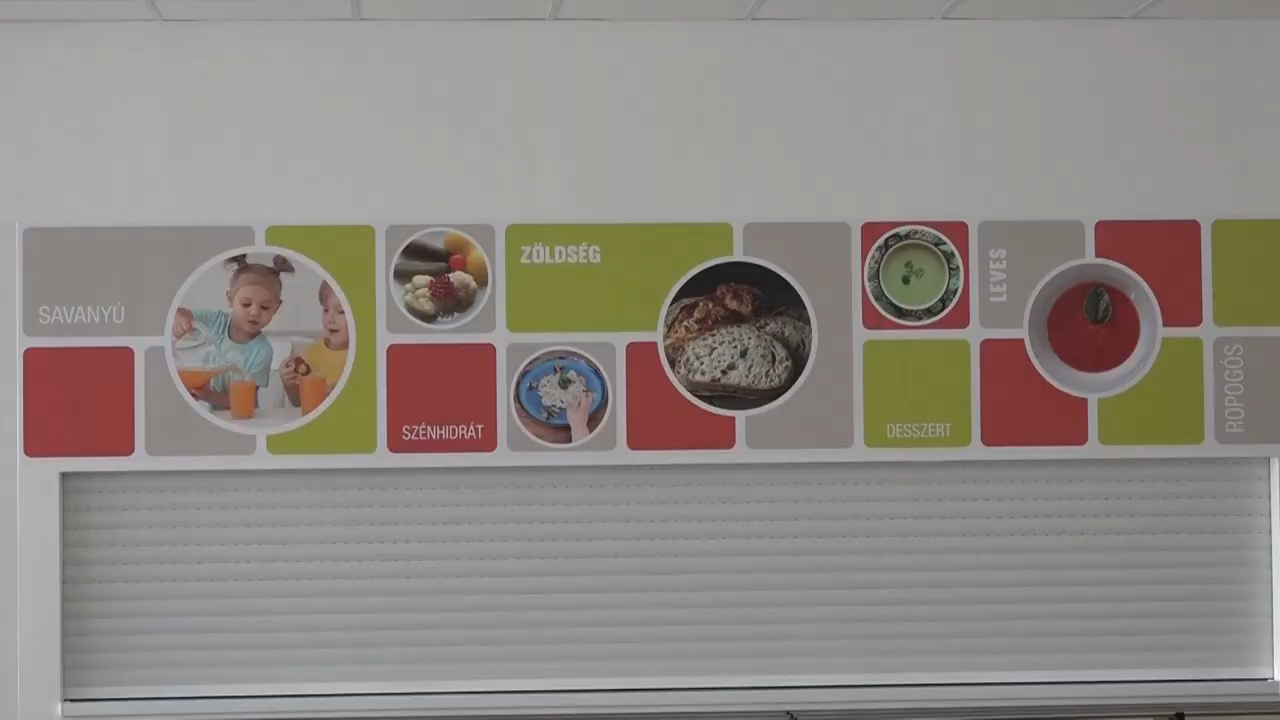 SAVANYÚ
SZÉNHIDRÁT
ZÖLDSÉG
DESSZERT
LEVES
ROPOGÓS